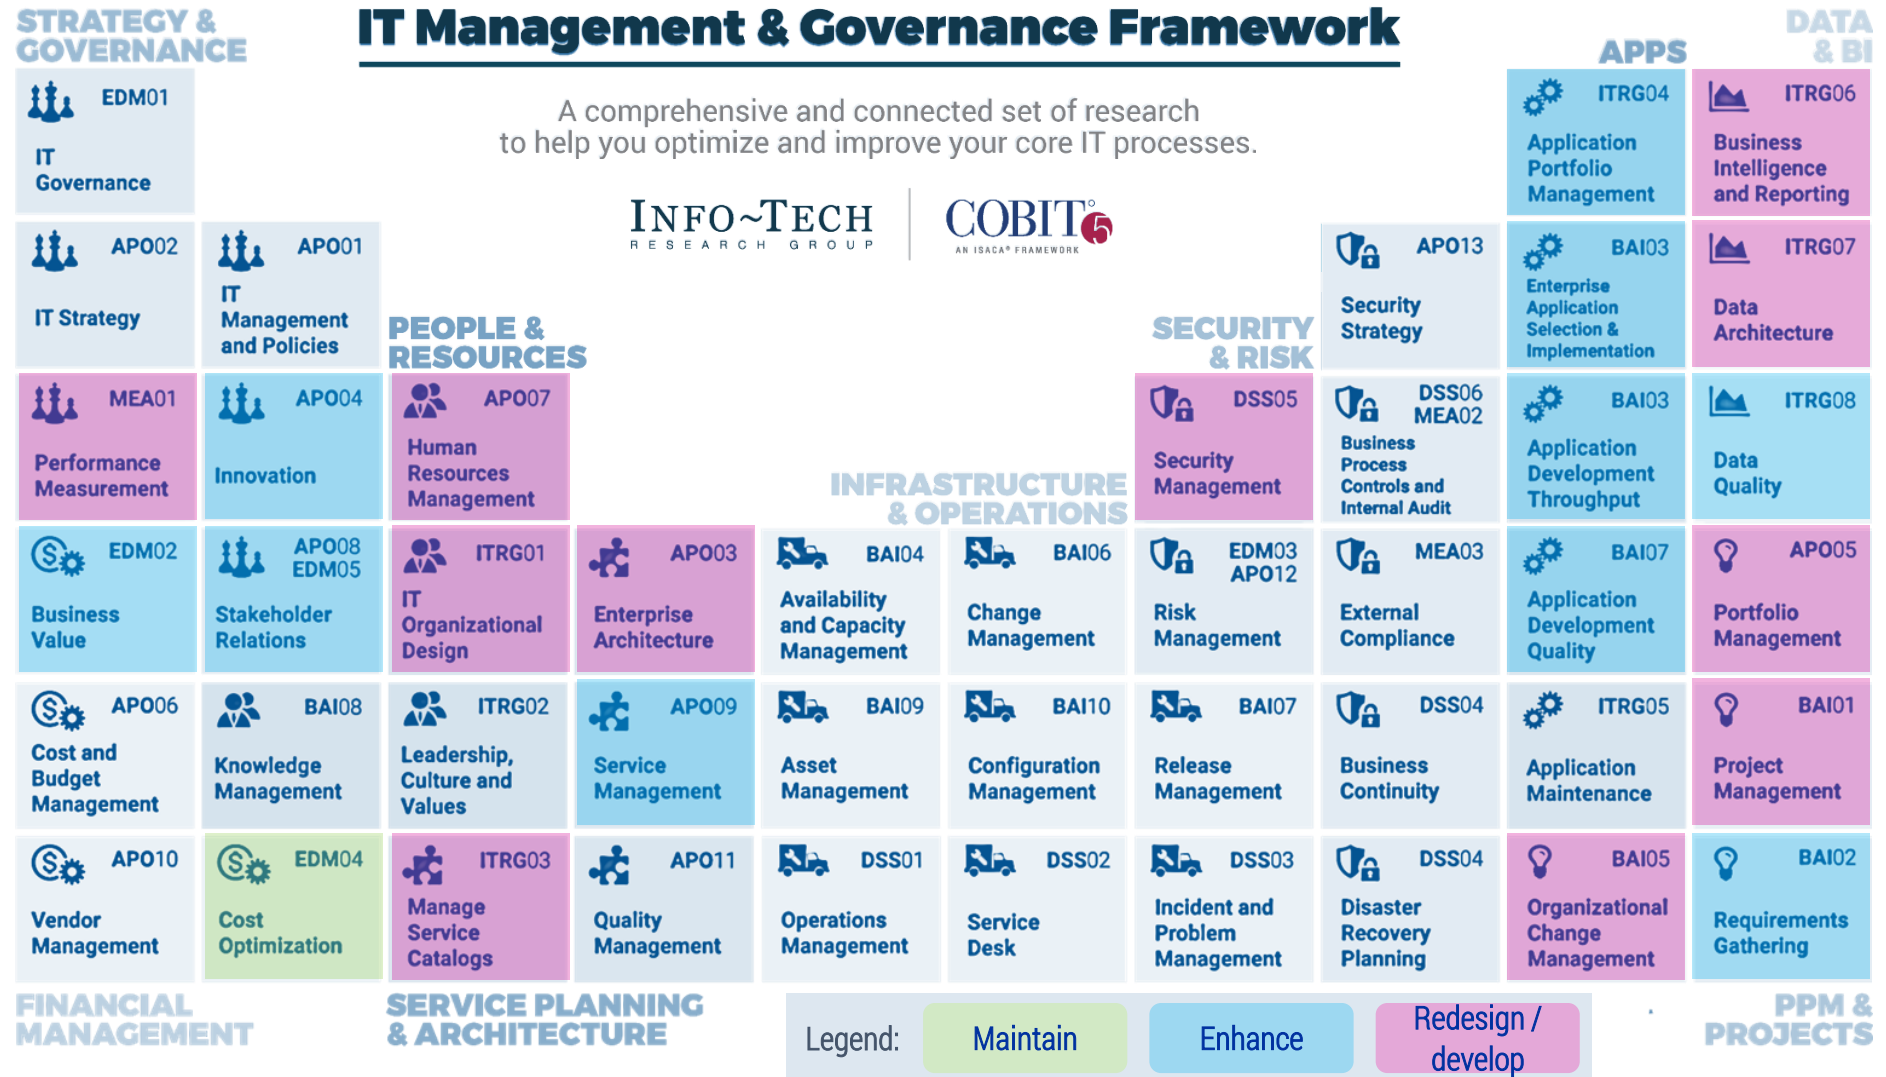 STRATEGY &
GOVERNANCE
IT Management & Governance Framework
A comprehensive and connected set of research
to help you optimize and improve your core IT processes.
INFO~TECH
RESEARCH GROUP
COBIT 5
AN ISACA® FRAMEWORK
APPS
DATA
& BI
EDM01
IT
Governance
ITRG04
Application
Portfolio
Management
ITRG06
Business
Intelligence
and Reporting
APO02
IT Strategy
APO01
IT
Management
and Policies
PEOPLE &
RESOURCES
SECURITY
& RISK
APO13
Security
Strategy
BAI03
Enterprise
Application
Selection &
Implementation
ITRG07
Data
Architecture
MEA01
Performance
Measurement
APO04
Innovation
APO07
Human
Resources
Management
INFRASTRUCTURE
& OPERATIONS
DSS05
Security
Management
DSS06
MEA02
Business
Process
Controls and
Internal Audit
BAI03
Application
Development
Throughput
ITRG08
Data
Quality
EDM02
Business
Value
APO08
EDM05
Stakeholder
Relations
ITRG01
IT
Organizational
Design
APO03
Enterprise
Architecture
BAI04
Availability
and Capacity
Management
BAI06
Change
Management
EDM03
APO12
Risk
Management
MEA03
External
Compliance
BAI07
Application
Development
Quality
APO05
Portfolio
Management
APO06
Cost and
Budget
Management
BAI08
Knowledge
Management
ITRG02
Leadership,
Culture and
Values
APO09
Service
Management
BAI09
Asset
Management
BAI10
Configuration
Management
BAI07
Release
Management
DSS04
Business
Continuity
ITRG05
Application
Maintenance
BAI01
Project
Management
APO10
Vendor
Management
EDM04
Cost
Optimization
ITRG03
Manage
Service
Catalogs
APO11
Quality
Management
DSS01
Operations
Management
DSS02
Service
Desk
DSS03
Incident and
Problem
Management
DSS04
Disaster
Recovery
Planning
BAI05
Organizational
Change
Management
BAI02
Requirements
Gathering
FINANCIAL
MANAGEMENT
SERVICE PLANNING
& ARCHITECTURE
Legend:
Maintain
Enhance
Redesign /
develop
PPM &
PROJECTS